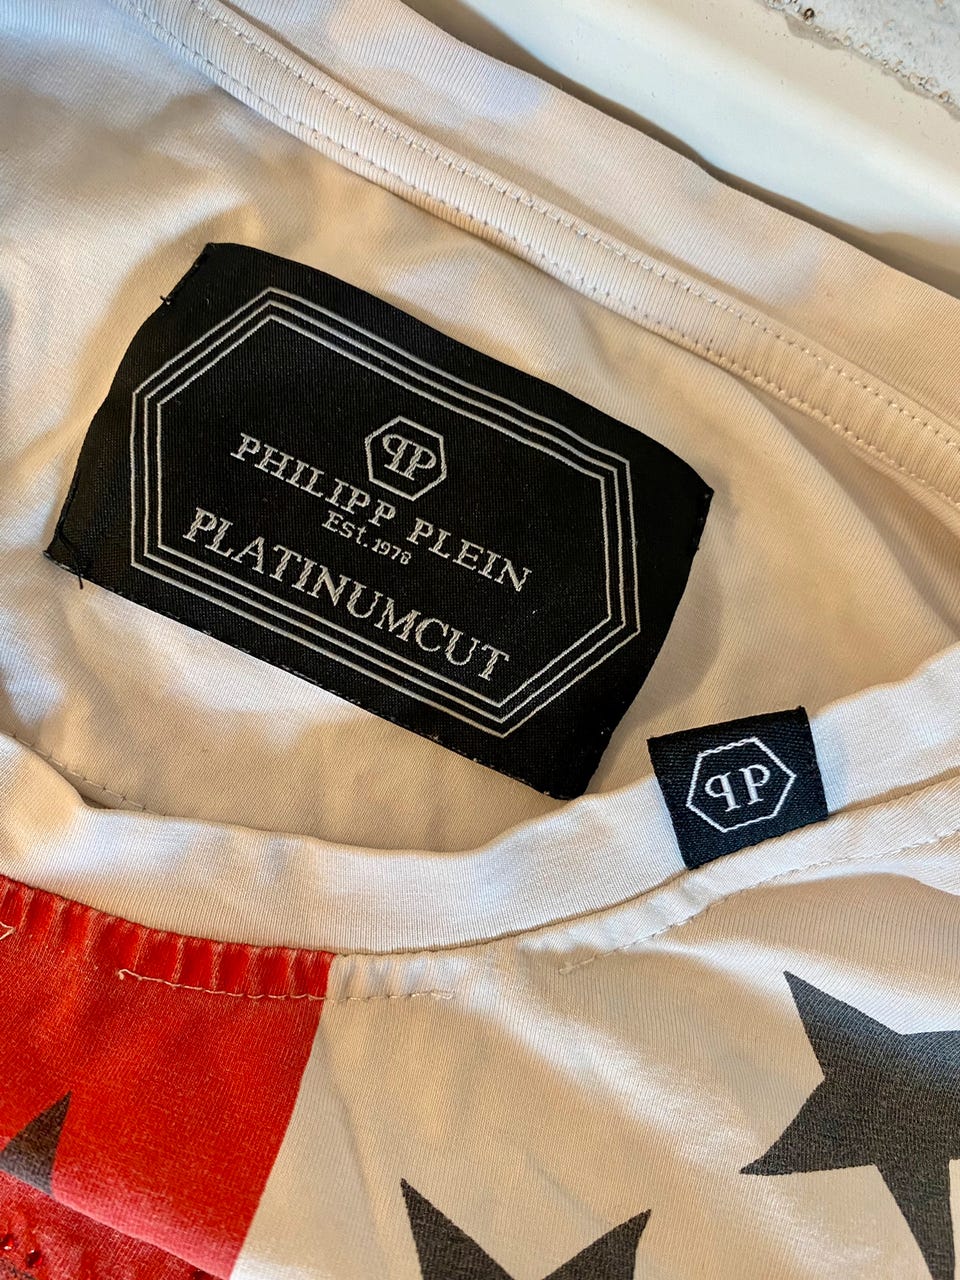 PP
PHILIPP PLEIN
Est. 1978
PLATINUMCUT
PP